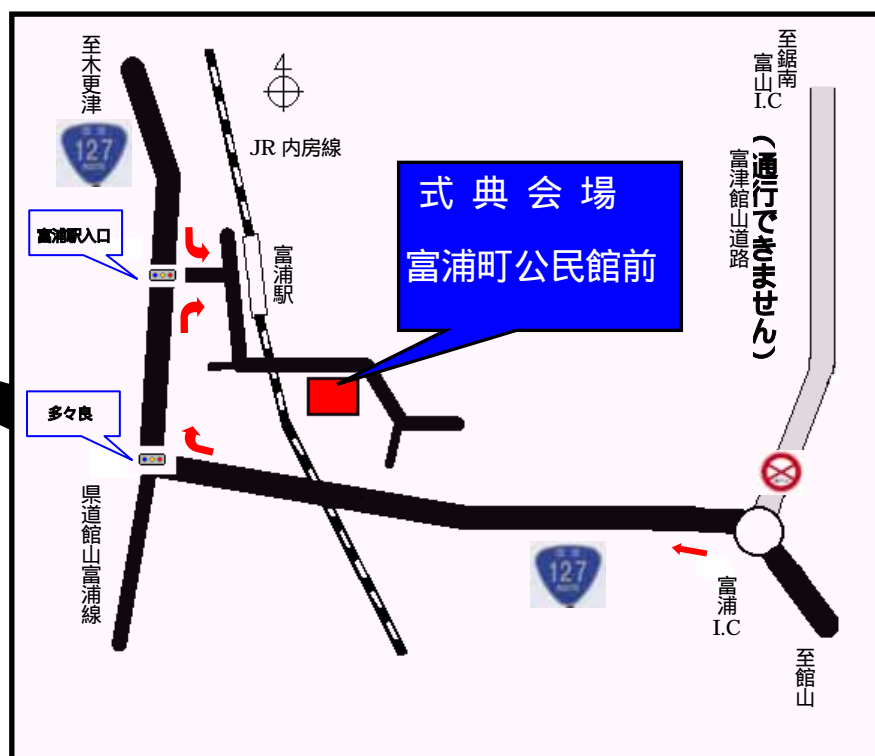 至木更津
127
JR 内房線
式典会場
富浦町公民館前
至鋸南
富山
I.C
(通行できません)
富津館山道路
富浦駅入口
富浦駅
多々良
県道館山富浦線
127
富浦
I.C
至館山